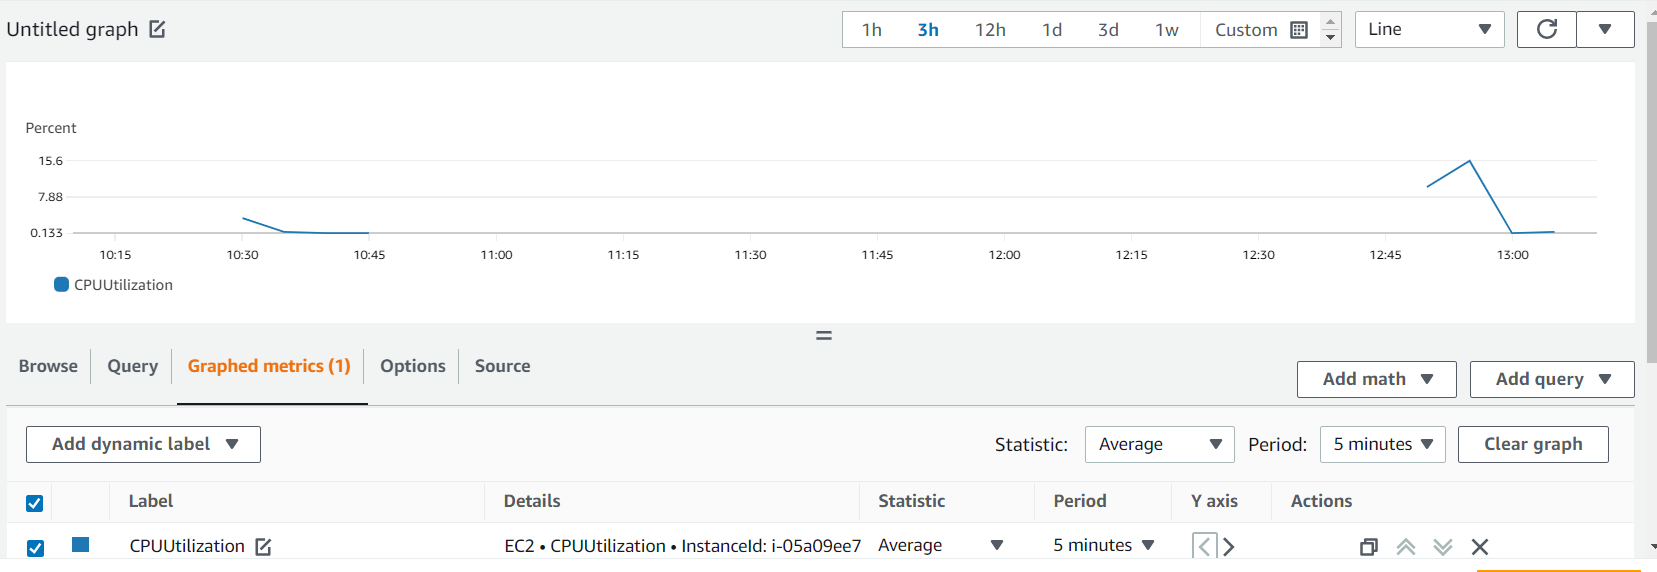 Untitled graph
1h 3h 12h 1d 3d 1w Custom
Line
Percent
15.6
7.88
0.133
10:15 10:30 10:45 11:00 11:15 11:30 11:45 12:00 12:15 12:30 12:45 13:00
CPUUtilization
Browse Query Graphed metrics (1) Options Source
Add math Add query
Add dynamic label Statistic: Average Period: 5 minutes Clear graph
Label Details Statistic Period Y axis Actions
CPUUtilization EC2 • CPUUtilization • InstanceId: i-05a09ee7 Average 5 minutes